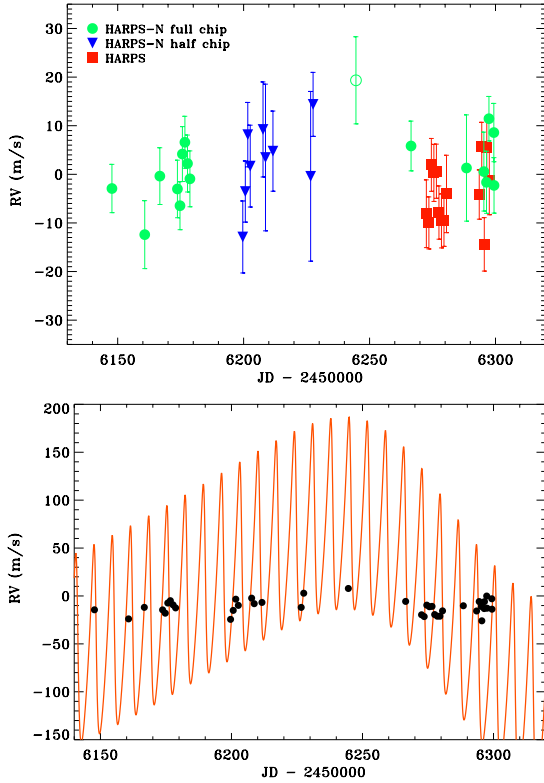 HARPS-N full chip
HARPS-N half chip
HARPS
30
20
10
0
-10
-20
-30
RV (m/s)
6150 6200 6250 6300
JD - 2450000
200
150
100
50
0
-50
-100
-150
RV (m/s)
6150 6200 6250 6300
JD - 2450000